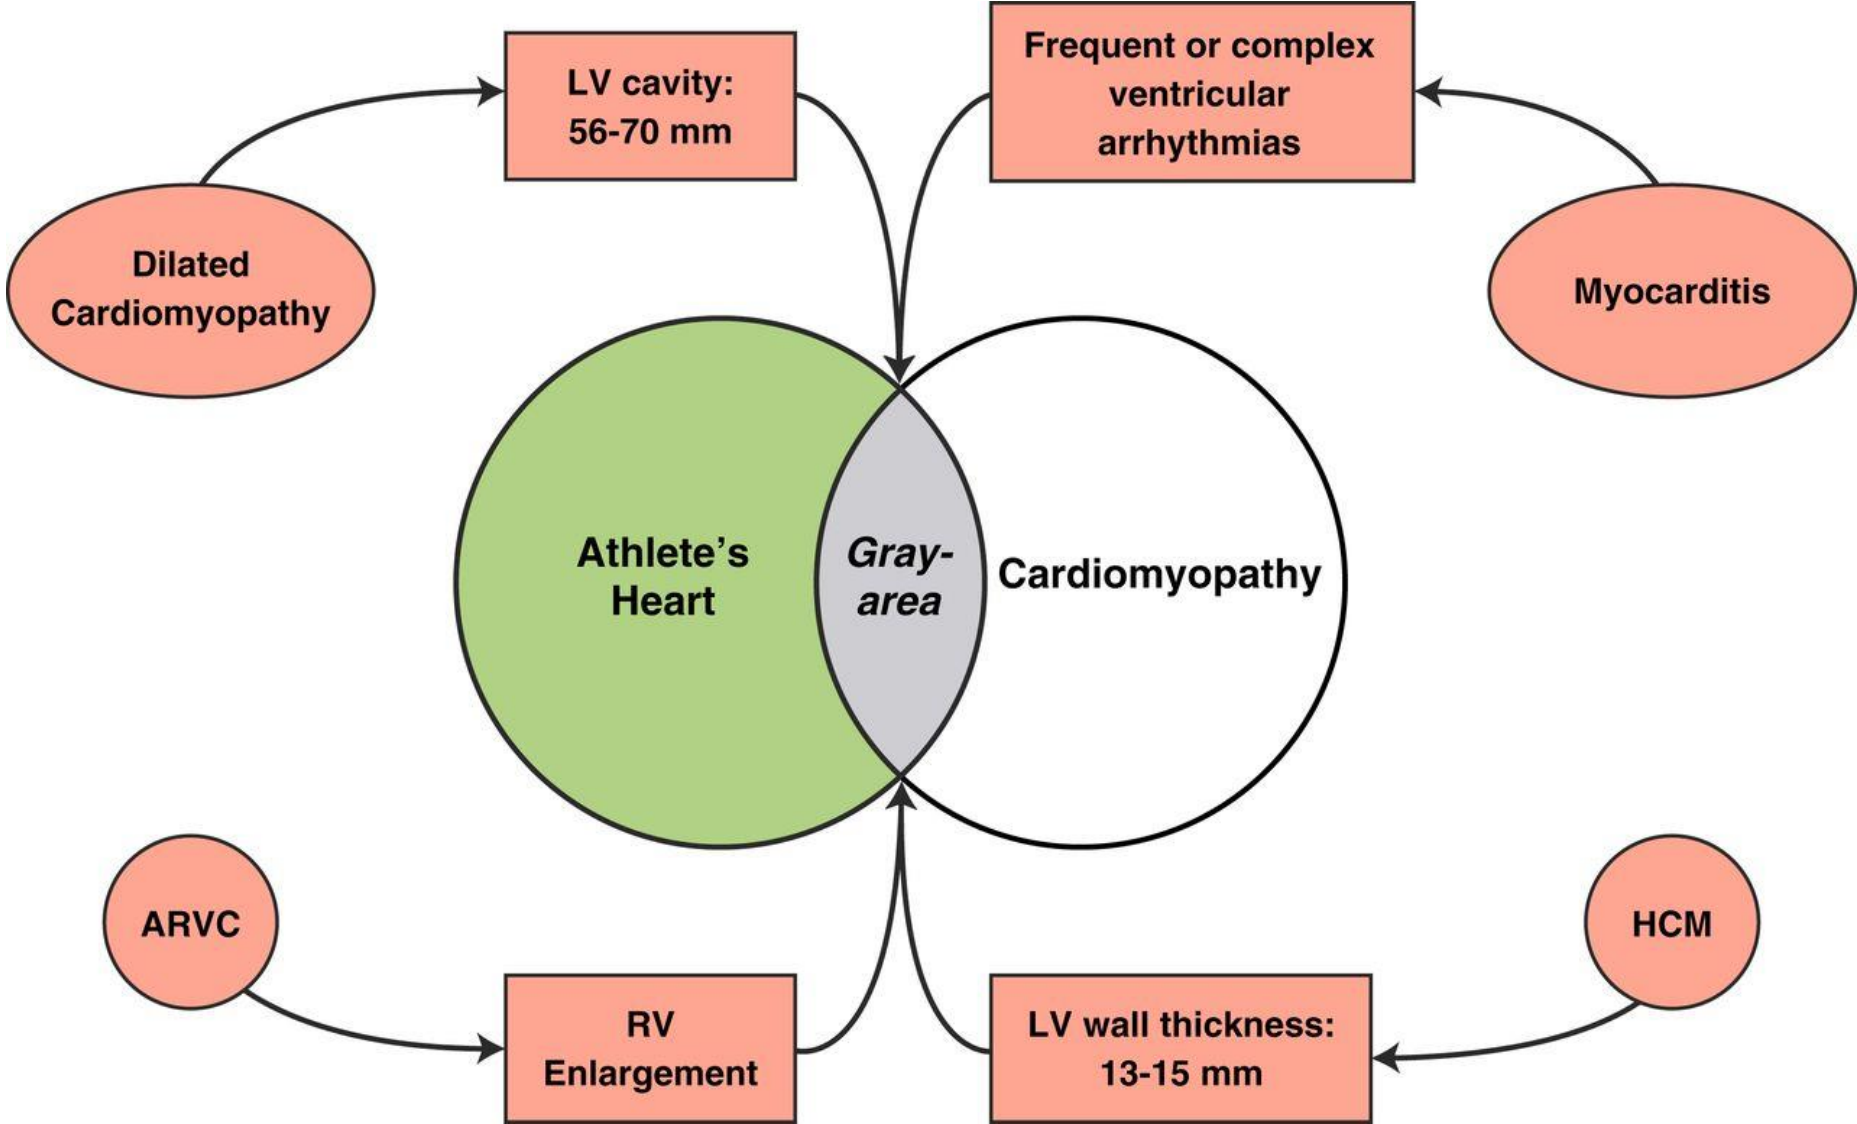 LV cavity:
56-70 mm
Frequent or complex
ventricular
arrhythmias
Dilated
Cardiomyopathy
Myocarditis
Athlete’s
Heart
Gray-
area
Cardiomyopathy
ARVC
HCM
RV
Enlargement
LV wall thickness:
13-15 mm